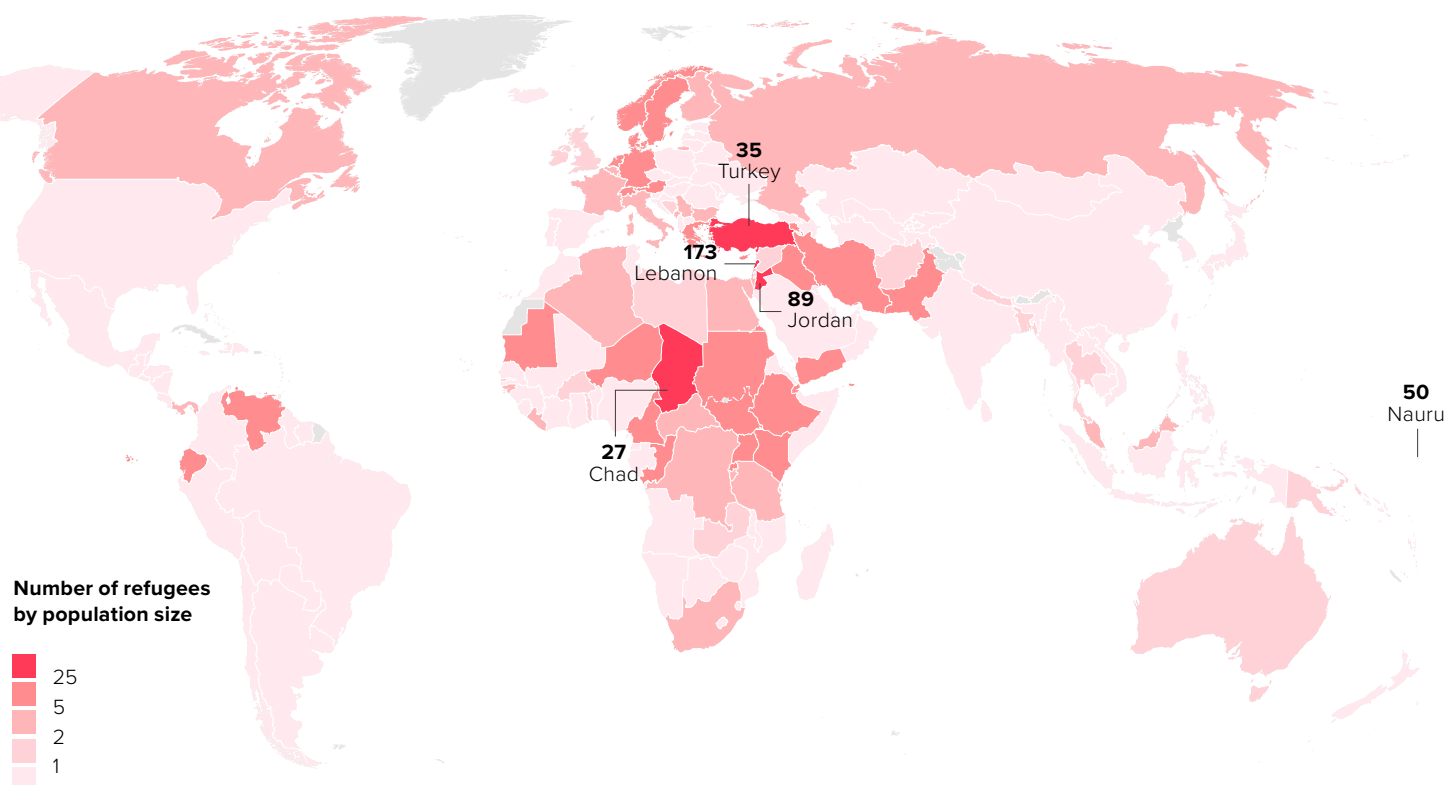 35
Turkey
173
Lebanon
89
Jordan
50
Nauru
27
Chad
Number of refugees
by population size
25
5
2
1